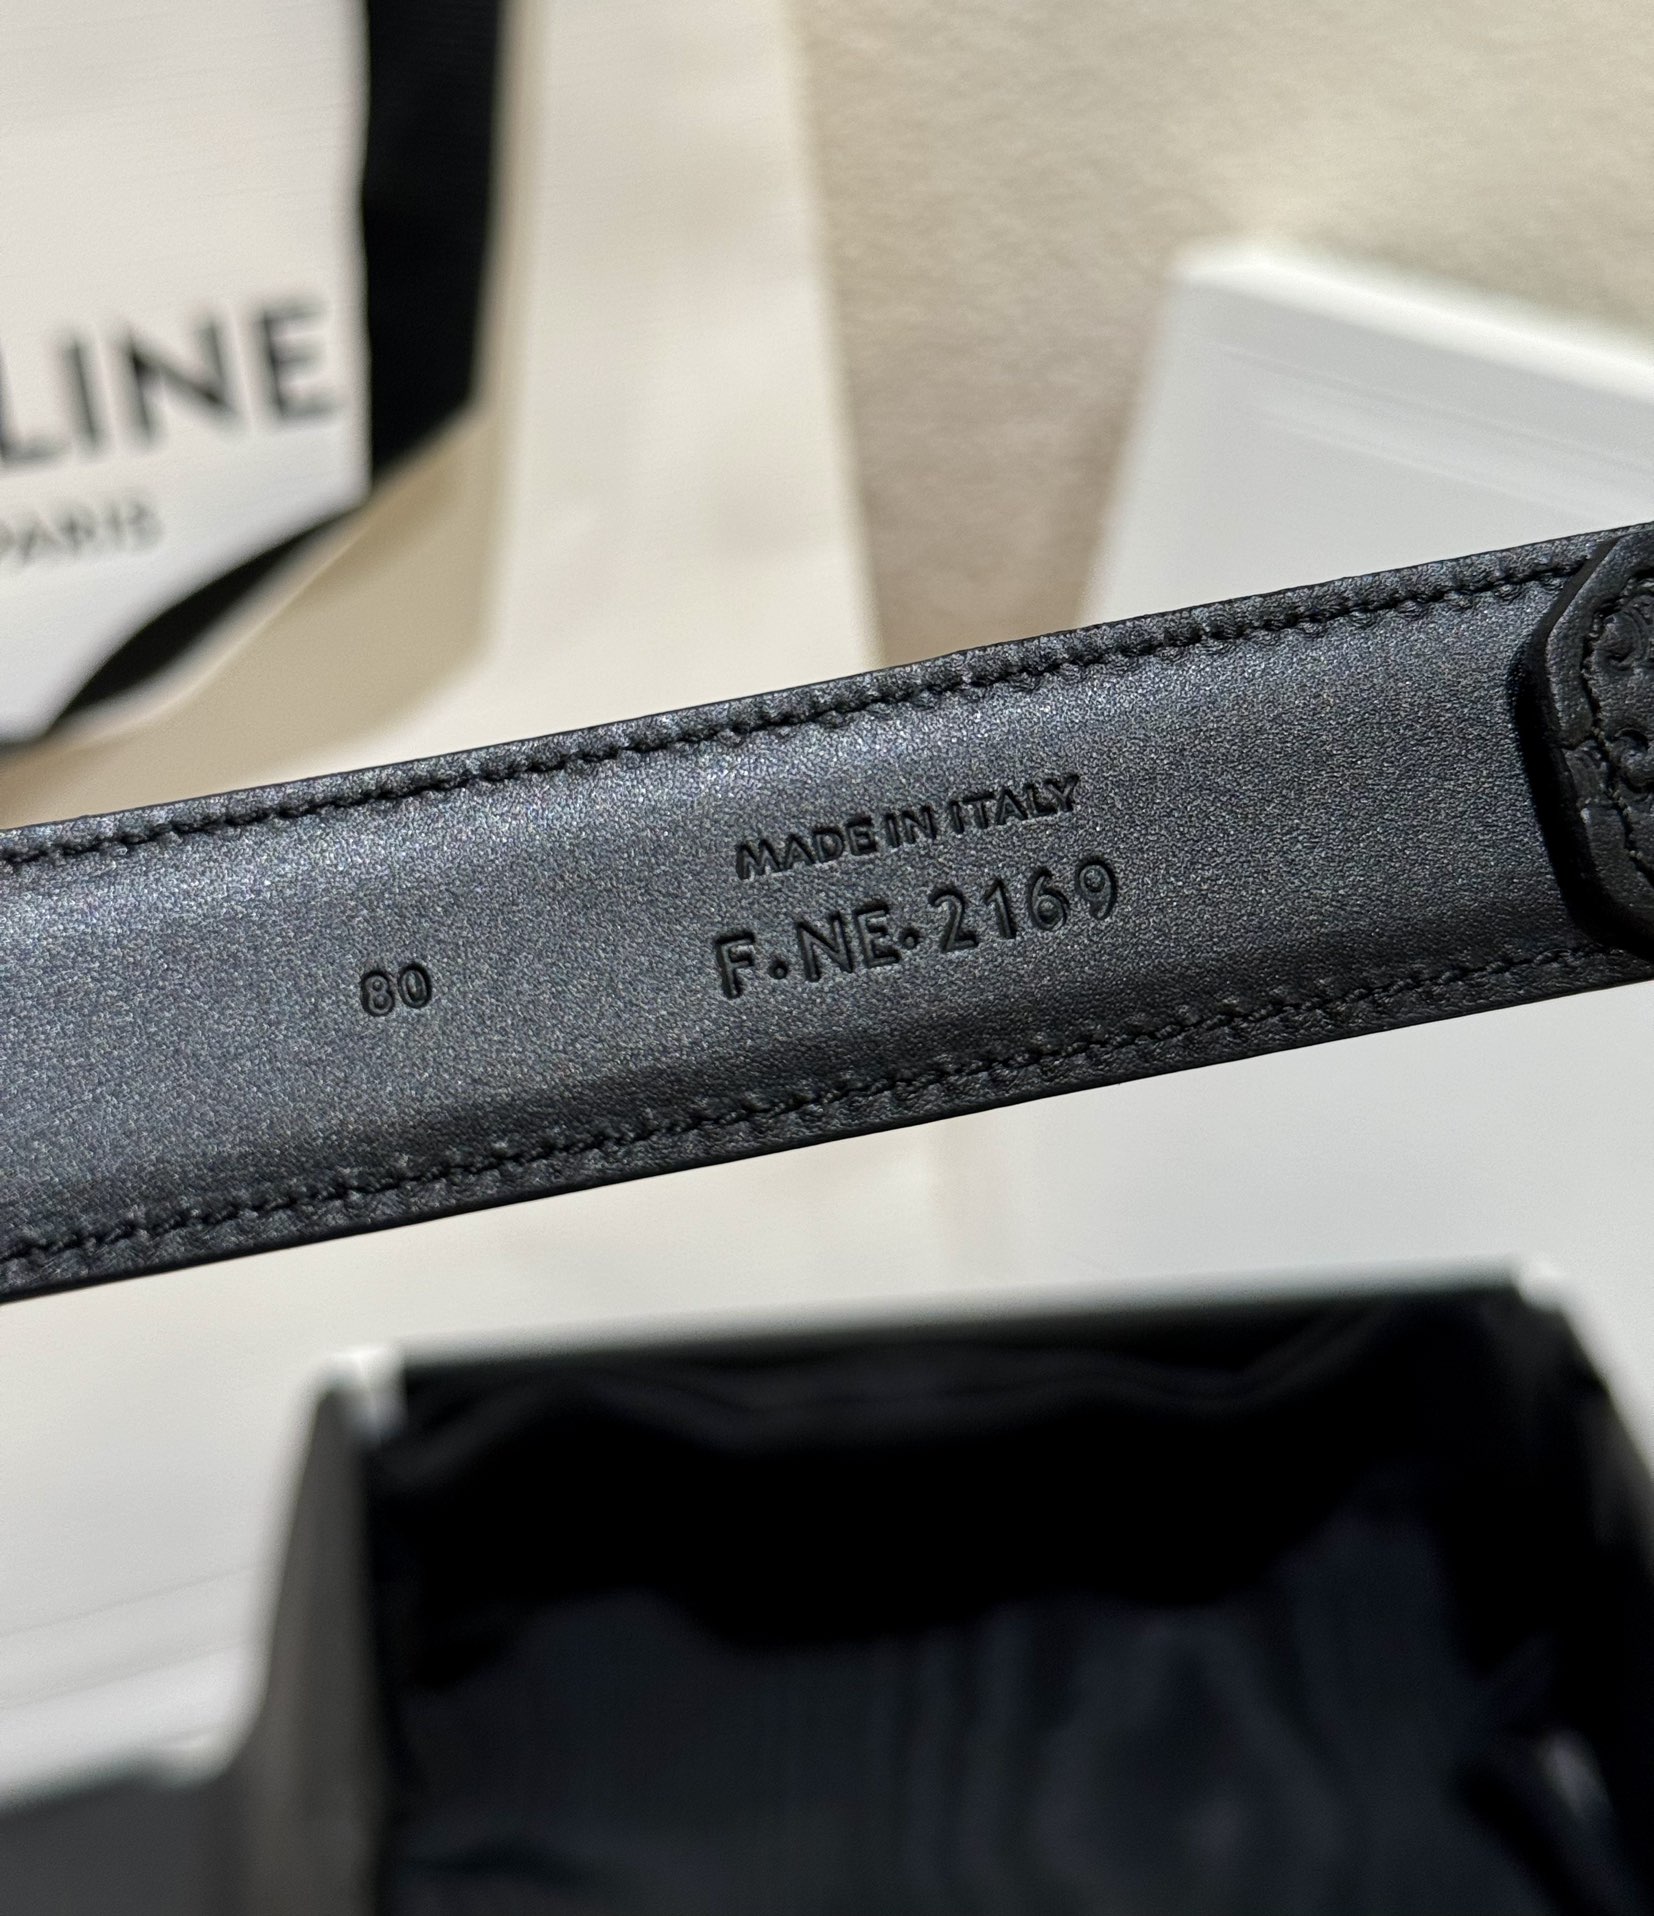 LINE
PARIS
MADE IN ITALY
F.NE.2169
80